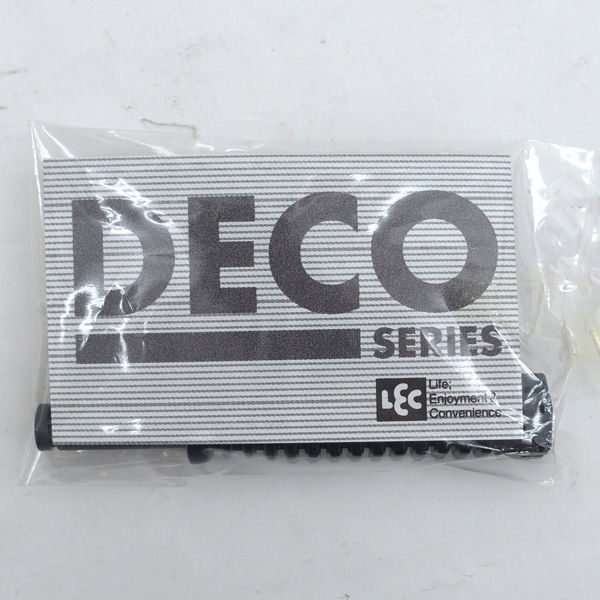 DECO
SERIES
LEC
Life;
Enjoyment &
Convenience